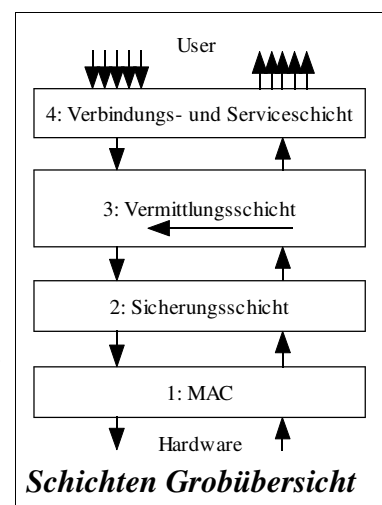 User
4: Verbindungs- und Serviceschicht
3: Vermittlungsschicht
2: Sicherungsschicht
1: MAC
Hardware
Schichten Grobübersicht